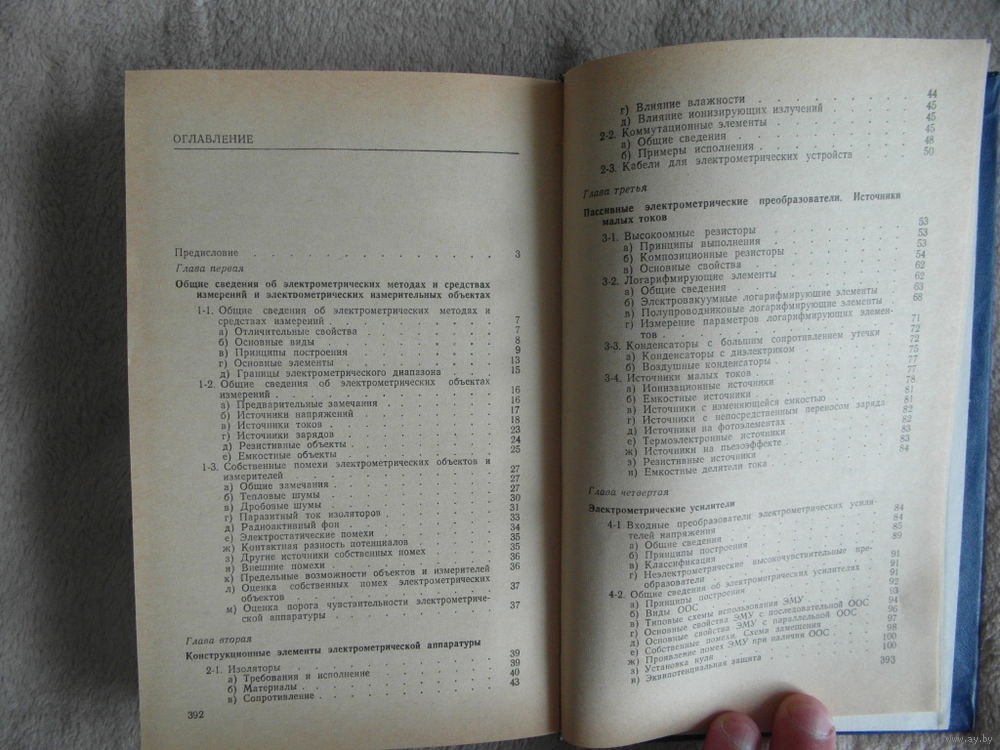 ОГЛАВЛЕНИЕ
Предисловие . . . 3
Глава первая
Общие сведения об электрометрических методах и средствах
измерений и электрометрических измерительных объектах
1-1. Общие сведения об электрометрических методах и
средствах измерений . . . 7
а) Отличительные свойства . . . 7
б) Основные виды . . . 8
в) Принципы построения . . . 9
г) Основные элементы . . . 13
д) Границы электрометрического диапазона . . . 15
1-2. Общие сведения об электрометрических объектах
измерений . . . 16
а) Предварительные замечания . . . 16
б) Источники напряжений . . . 17
в) Источники токов . . . 18
г) Источники зарядов . . . 23
д) Резистивные объекты . . . 24
е) Емкостные объекты . . . 25
1-3. Собственные помехи электрометрических объектов и
измерителей . . . 27
а) Общие замечания . . . 27
б) Тепловые шумы . . . 27
в) Дробовые шумы . . . 30
г) Паразитный ток изоляторов . . . 31
д) Радиоактивный фон . . . 33
е) Электростатические помехи . . . 34
ж) Контактная разность потенциалов . . . 35
з) Другие источники собственных помех . . . 35
и) Внешние помехи . . . 36
к) Предельные возможности объектов и измерителей 36
л) Оценка собственных помех электрометрических
объектов . . . 37
м) Оценка порога чувствительности электрометриче-
ской аппаратуры . . . 37
Глава вторая
Конструкционные элементы электрометрической аппаратуры
2-1. Изоляторы . . . 39
а) Требования и исполнение . . . 39
б) Материалы . . . 40
в) Сопротивление . . . 43
392
г) Влияние влажности . . . 44
д) Влияние ионизирующих излучений . . . 45
2-2. Коммутационные элементы . . . 45
а) Общие сведения . . . 45
б) Примеры исполнения . . . 48
2-3. Кабели для электрометрических устройств . . . 50
Глава третья
Пассивные электрометрические преобразователи. Источники
малых токов
3-1. Высокоомные резисторы . . . 53
а) Принципы выполнения . . . 53
б) Композиционные резисторы . . . 53
в) Основные свойства . . . 54
3-2. Логарифмирующие элементы . . . 62
а) Общие сведения . . . 62
б) Электровакуумные логарифмирующие элементы . 63
в) Полупроводниковые логарифмирующие элементы . 68
г) Измерение параметров логарифмирующих элемен-
тов . . . 71
3-3. Конденсаторы с большим сопротивлением утечки . 72
а) Конденсаторы с диэлектриком . . . 72
б) Воздушные конденсаторы . . . 75
3-4. Источники малых токов . . . 77
а) Ионизационные источники . . . 77
б) Емкостные источники . . . 78
в) Источники с изменяющейся емкостью . . . 81
г) Источники с непосредственным переносом заряда 81
д) Источники на фотоэлементах . . . 82
е) Термоэлектронные источники . . . 82
ж) Источники на пьезоэффекте . . . 83
з) Резистивные источники . . . 83
и) Емкостные делители тока . . . 84
Глава четвертая
Электрометрические усилители
4-1 Входные преобразователи электрометрических усили-
телей напряжения . . . 84
а) Общие сведения . . . 84
б) Принципы построения . . . 85
в) Классификация . . . 89
г) Неэлектрометрические высокочувствительные пре-
образователи . . . 91
4-2. Общие сведения об электрометрических усилителях . 91
а) Принципы построения . . . 91
б) Виды ООС . . . 92
в) Типовые схемы использования ЭМУ . . . 93
г) Основные свойства ЭМУ с последовательной ООС 94
д) Основные свойства ЭМУ с параллельной ООС . 96
е) Собственные помехи. Схема замещения . . . 97
ж) Проявление помех ЭМУ при наличии ООС . . . 98
з) Установка нуля . . . 100
и) Эквипотенциальная защита . . . 100
393
www.ay.by